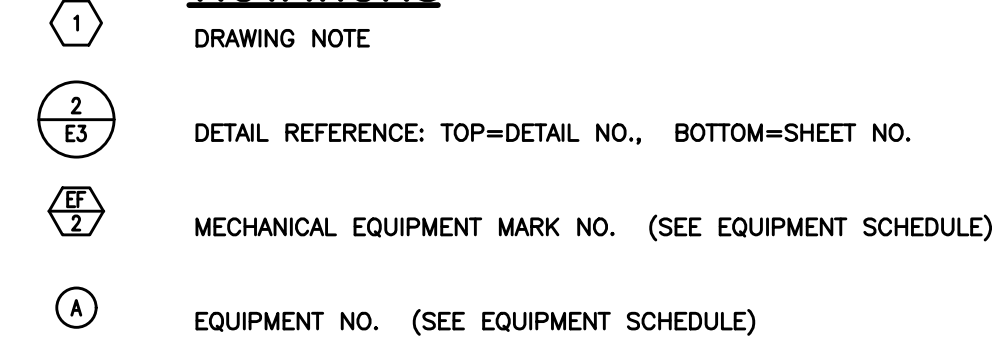 1
DRAWING NOTE
2
E3
DETAIL REFERENCE: TOP=DETAIL NO., BOTTOM=SHEET NO.
EF
2
MECHANICAL EQUIPMENT MARK NO. (SEE EQUIPMENT SCHEDULE)
A
EQUIPMENT NO. (SEE EQUIPMENT SCHEDULE)